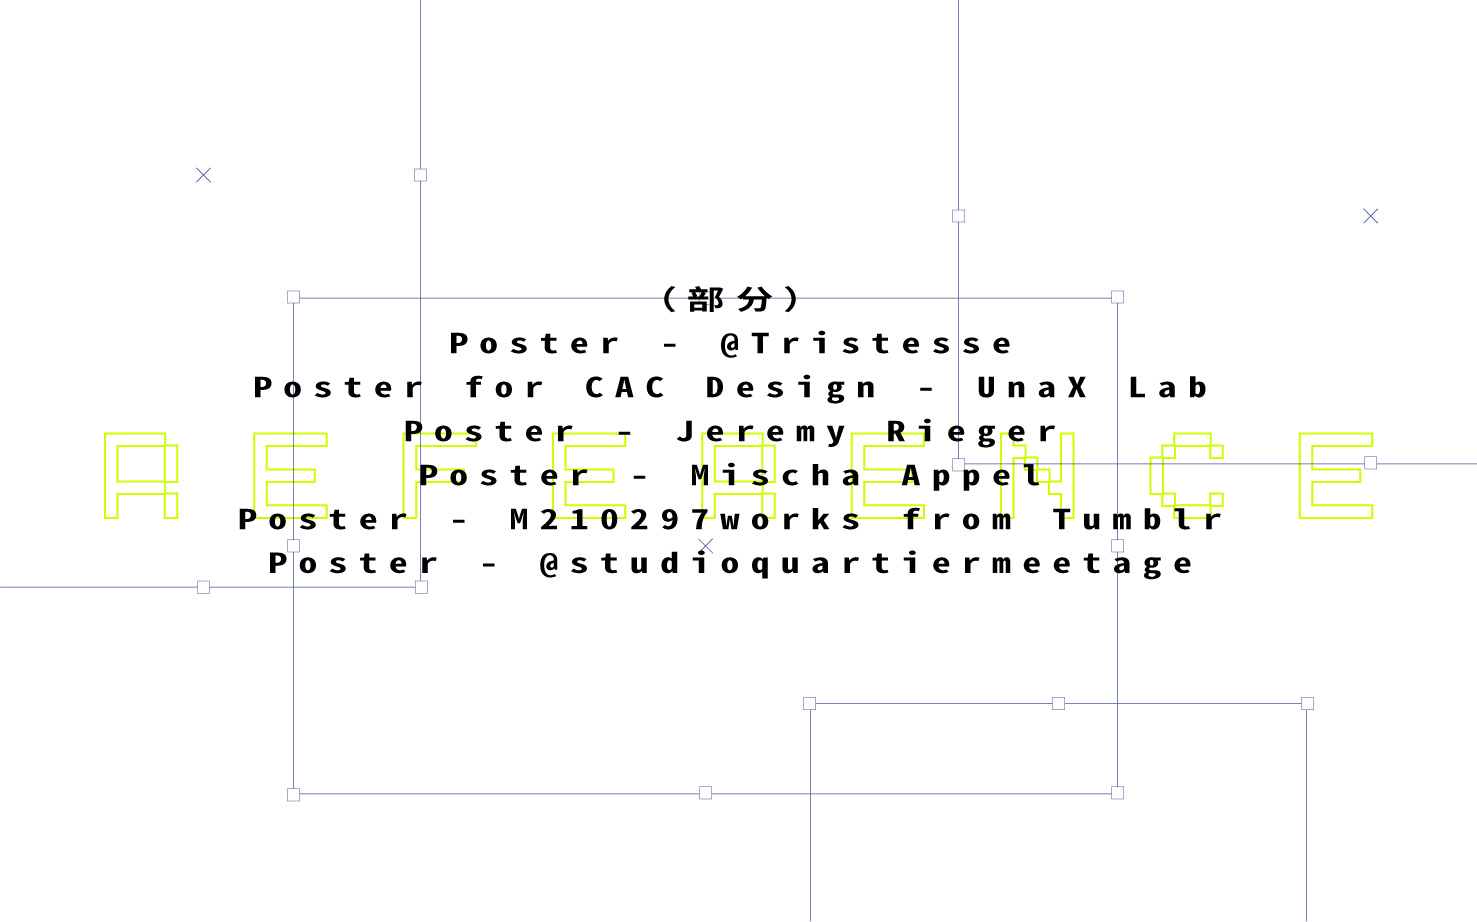 （部分）
Poster - @Tristesse
Poster for CAC Design - UnaX Lab
Poster - Jeremy Rieger
REFERENCE
Poster - Mischa Appel
Poster - M210297works from Tumblr
Poster - @studioquartiermeetage